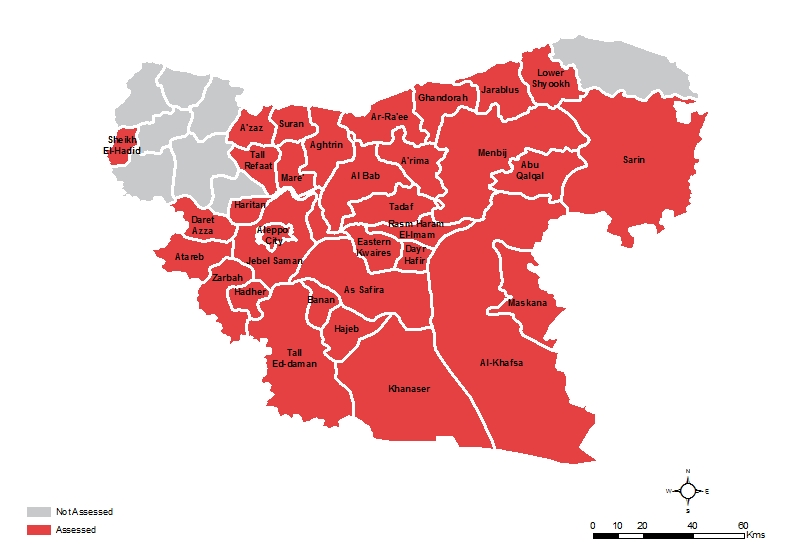 Lower
Shyookh
Jarablus
Ghandorah
Ar-Ra'ee
Suran
A'zaz
Sheikh
El-Hadid
Aghtrin
Menbij
Sarin
Tall
Refaat
A'rima
Abu
Qalqal
Mare'
Al Bab
Haritan
Tadaf
Daret
Azza
Rasm Haram
El-Imam
Aleppo
City
Eastern
Kwaires
Dayr
Hafir
Atareb
Jebel Saman
Zarbah
Hadher
As Safira
Banan
Maskana
Hajeb
Tall
Ed-daman
Al-Khafsa
Khanaser
N
W
E
S
Not Assessed
Assessed
0 10 20 40 60
Kms